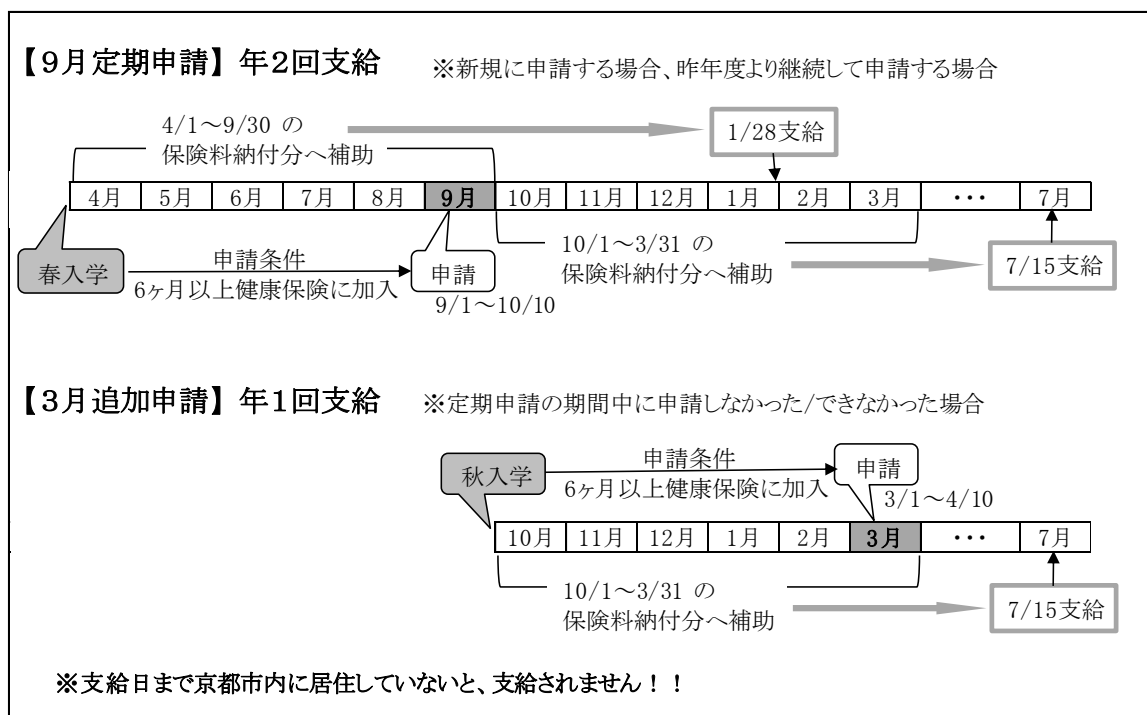 【9月定期申請】年2回支給　※新規に申請する場合、昨年度より継続して申請する場合
4/1～9/30 の
保険料納付分へ補助
1/28支給
4月 5月 6月 7月 8月 9月 10月 11月 12月 1月 2月 3月 ・・・ 7月
春入学
申請条件
6ヶ月以上健康保険に加入
申請
9/1～10/10
10/1～3/31 の
保険料納付分へ補助
7/15支給
【3月追加申請】年1回支給　※定期申請の期間中に申請しなかった/できなかった場合
秋入学
申請条件
6ヶ月以上健康保険に加入
申請
3/1～4/10
10月 11月 12月 1月 2月 3月 ・・・ 7月
10/1～3/31 の
保険料納付分へ補助
7/15支給
※支給日まで京都市内に居住していないと、支給されません！！